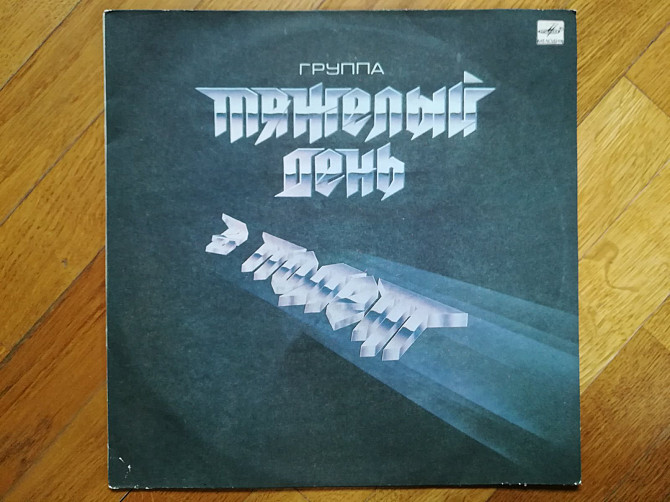 ГРУППА
тяжелый
день
в полет